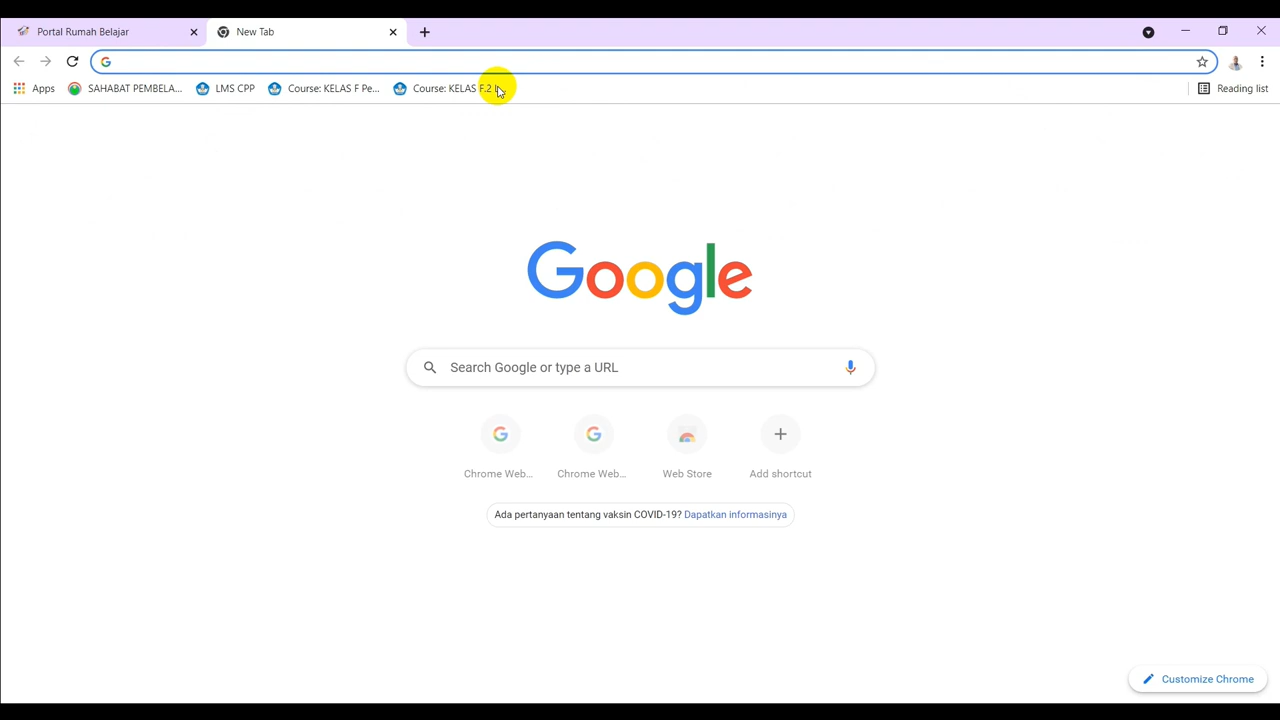 Portal Rumah Belajar
New Tab
Apps
SAHABAT PEMBELA...
LMS CPP
Course: KELAS F Pe...
Course: KELAS F.2
Reading list
Google
Search Google or type a URL
Chrome Web...
Chrome Web...
Web Store
Add shortcut
Ada pertanyaan tentang vaksin COVID-19? Dapatkan informasinya
Customize Chrome